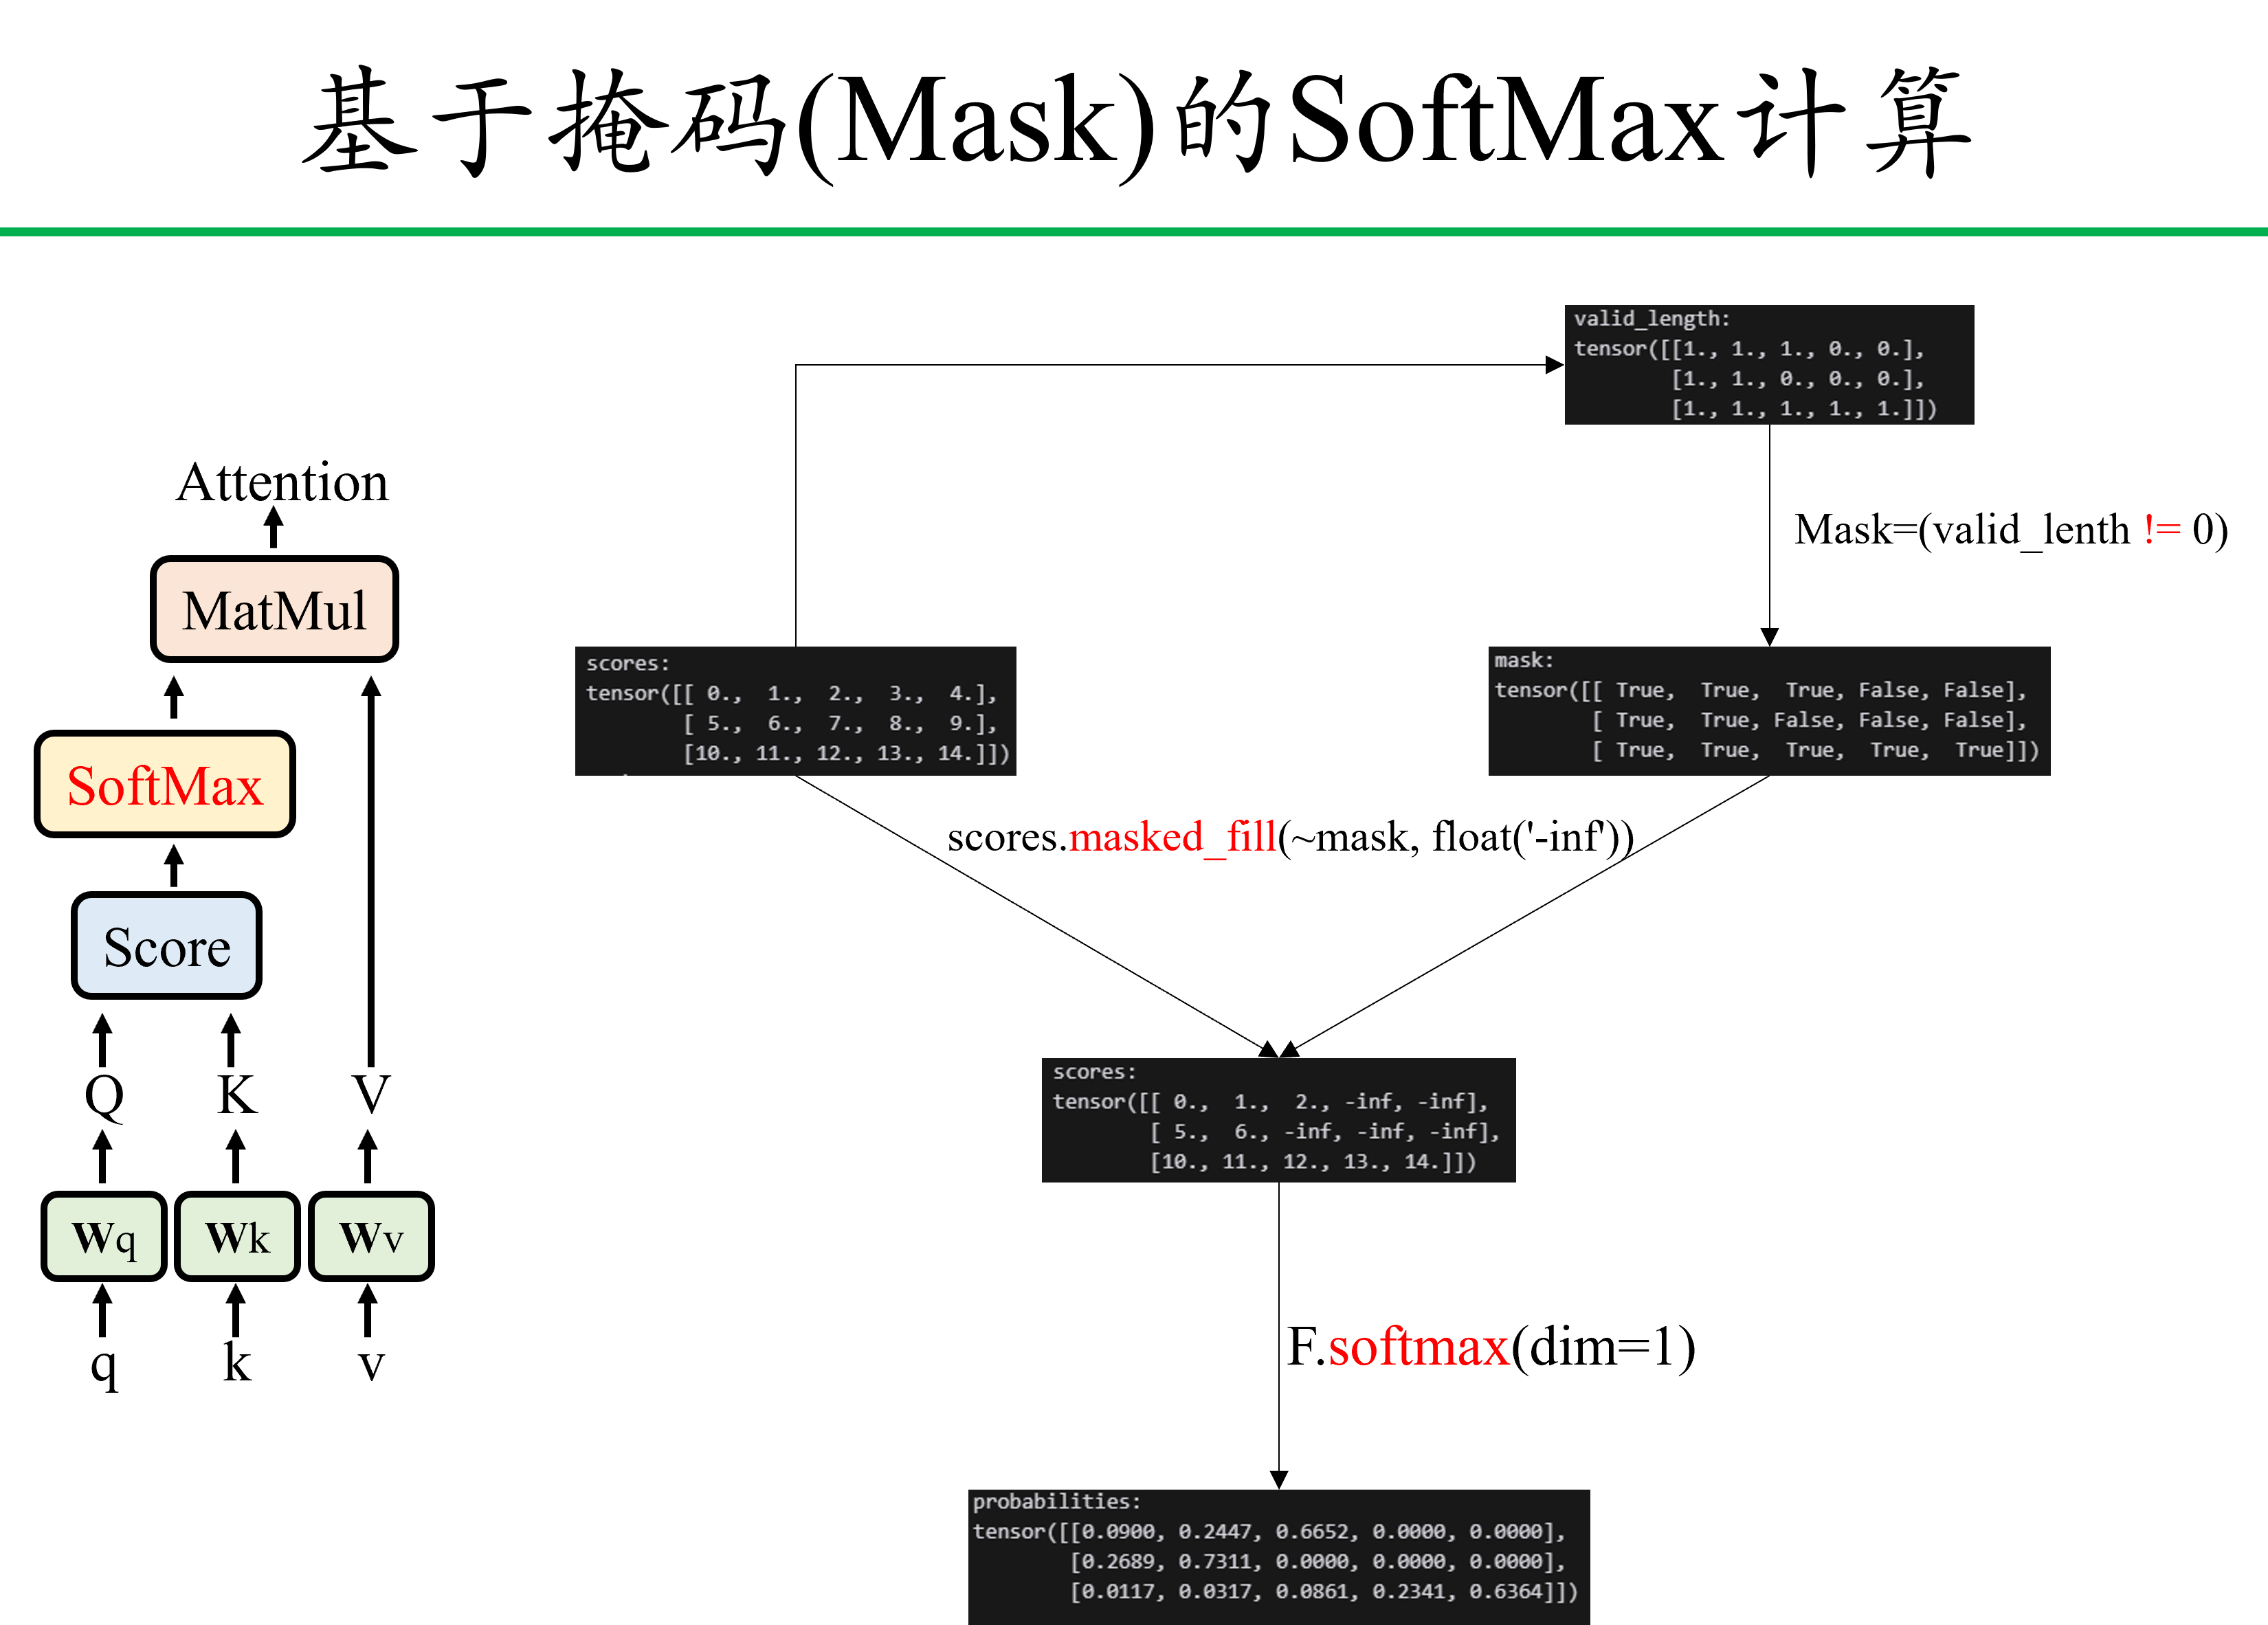 基于掩码(Mask)的SoftMax计算
valid_length:
tensor([[1., 1., 1., 0., 0.],
[1., 1., 0., 0., 0.],
[1., 1., 1., 1., 1.]])
Attention
Mask=(valid_lenth != 0)
MatMul
scores:
tensor([[ 0., 1., 2., 3., 4.],
[ 5., 6., 7., 8., 9.],
[10., 11., 12., 13., 14.]])
mask:
tensor([[ True, True, True, False, False],
[ True, True, False, False, False],
[ True, True, True, True, True]])
SoftMax
scores.masked_fill(~mask, float('-inf'))
Score
scores:
tensor([[ 0., 1., 2., -inf, -inf],
[ 5., 6., -inf, -inf, -inf],
[10., 11., 12., 13., 14.]])
Q K V
Wq Wk Wv
q k v
F.softmax(dim=1)
probabilities:
tensor([[0.0900, 0.2447, 0.6652, 0.0000, 0.0000],
[0.2689, 0.7311, 0.0000, 0.0000, 0.0000],
[0.0117, 0.0317, 0.0861, 0.2341, 0.6364]])